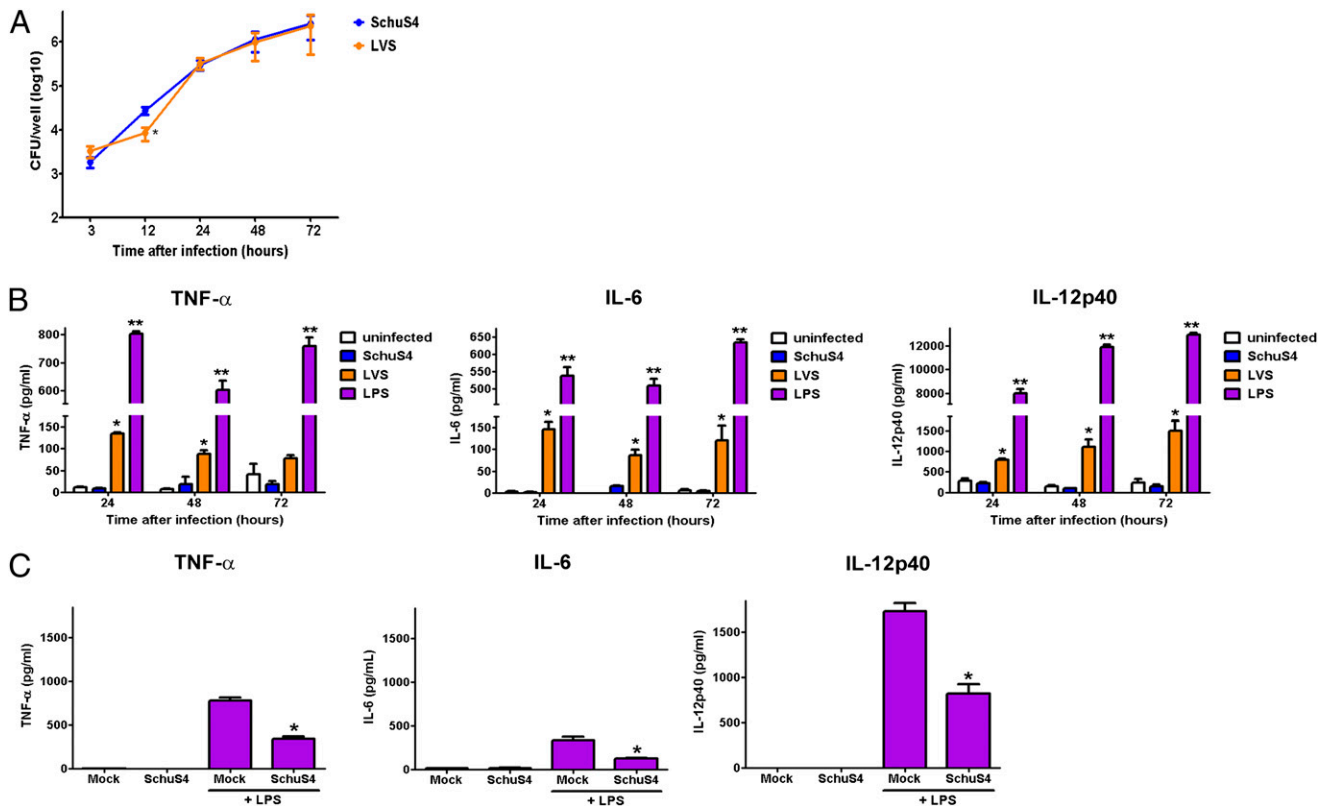 A
SchuS4
LVS
CFU/well (log10)
6
5
4
3
2
*
3 12 24 48 72
Time after infection (hours)
B
TNF-α
TNF-α (pg/ml)
800
700
600
150
100
50
0
* ** * ** **
uninfected
SchuS4
LVS
LPS
24 48 72
Time after infection (hours)
IL-6
IL-6 (pg/ml)
650
600
550
500
150
100
50
0
* ** * ** * **
uninfected
SchuS4
LVS
LPS
24 48 72
Time after infection (hours)
IL-12p40
IL-12p40 (pg/ml)
12000
10000
8000
1500
1000
500
0
* ** * ** * **
uninfected
SchuS4
LVS
LPS
24 48 72
Time after infection (hours)
C
TNF-α
TNF-α (pg/ml)
1500
1000
500
0
*
Mock SchuS4 Mock SchuS4
+ LPS
IL-6
IL-6 (pg/mL)
1500
1000
500
0
*
Mock SchuS4 Mock SchuS4
+ LPS
IL-12p40
IL-12p40 (pg/ml)
1500
1000
500
0
*
Mock SchuS4 Mock SchuS4
+ LPS